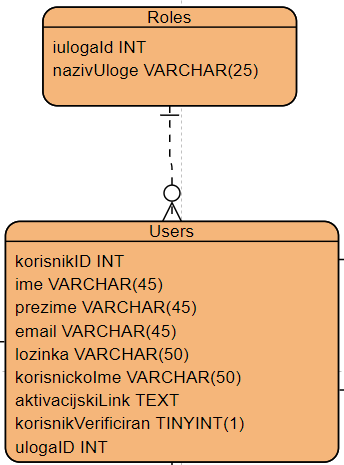 Roles
iulogaId INT
nazivUloge VARCHAR(25)
Users
korisnikID INT
ime VARCHAR(45)
prezime VARCHAR(45)
email VARCHAR(45)
lozinka VARCHAR(50)
korisnickoIme VARCHAR(50)
aktivacijskiLink TEXT
korisnikVerificiran TINYINT(1)
ulogaID INT